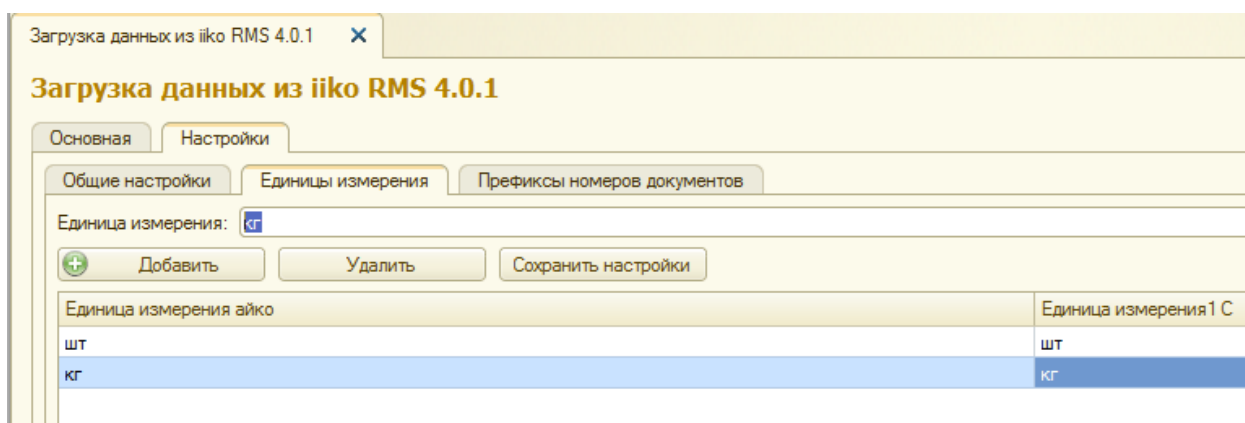 Загрузка данных из iiko RMS 4.0.1
Загрузка данных из iiko RMS 4.0.1
Основная Настройки
Общие настройки Единицы измерения Префиксы номеров документов
Единица измерения: кг
Добавить Удалить Сохранить настройки
Единица измерения айко Единица измерения1 С
шт шт
кг кг